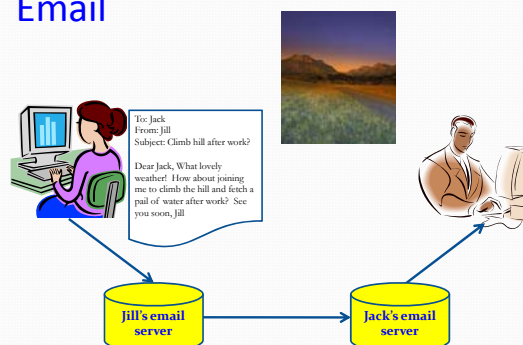 Email
To: Jack
From: Jill
Subject: Climb hill after work?
Dear Jack, What lovely
weather! How about joining
me to climb the hill and fetch a
pail of water after work? See
you soon, Jill
Jill's email
server
Jack's email
server